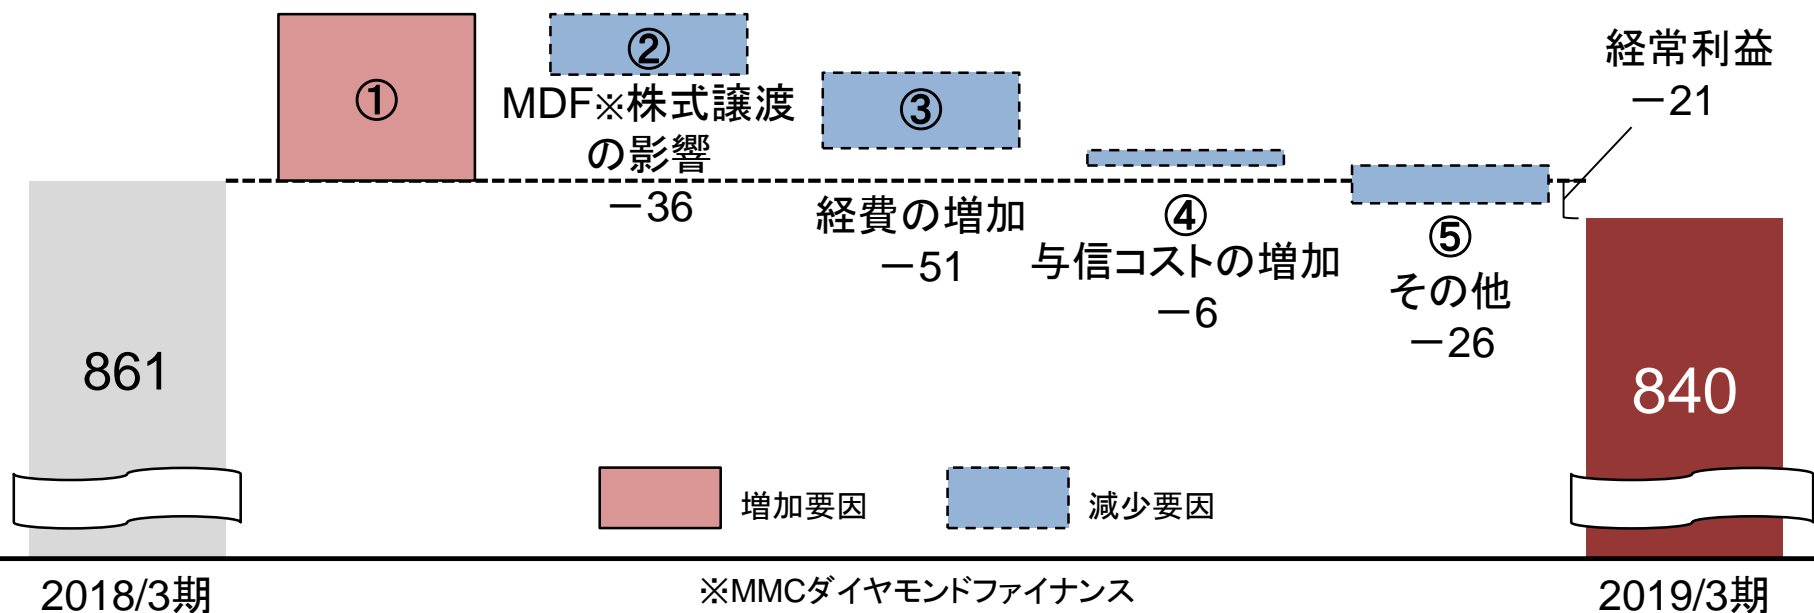 ①
②
MDF※株式譲渡
の影響
－36
③
経費の増加
－51
④
与信コストの増加
－6
⑤
その他
－26
経常利益
－21
861
840
増加要因
減少要因
2018/3期
※MMCダイヤモンドファイナンス
2019/3期